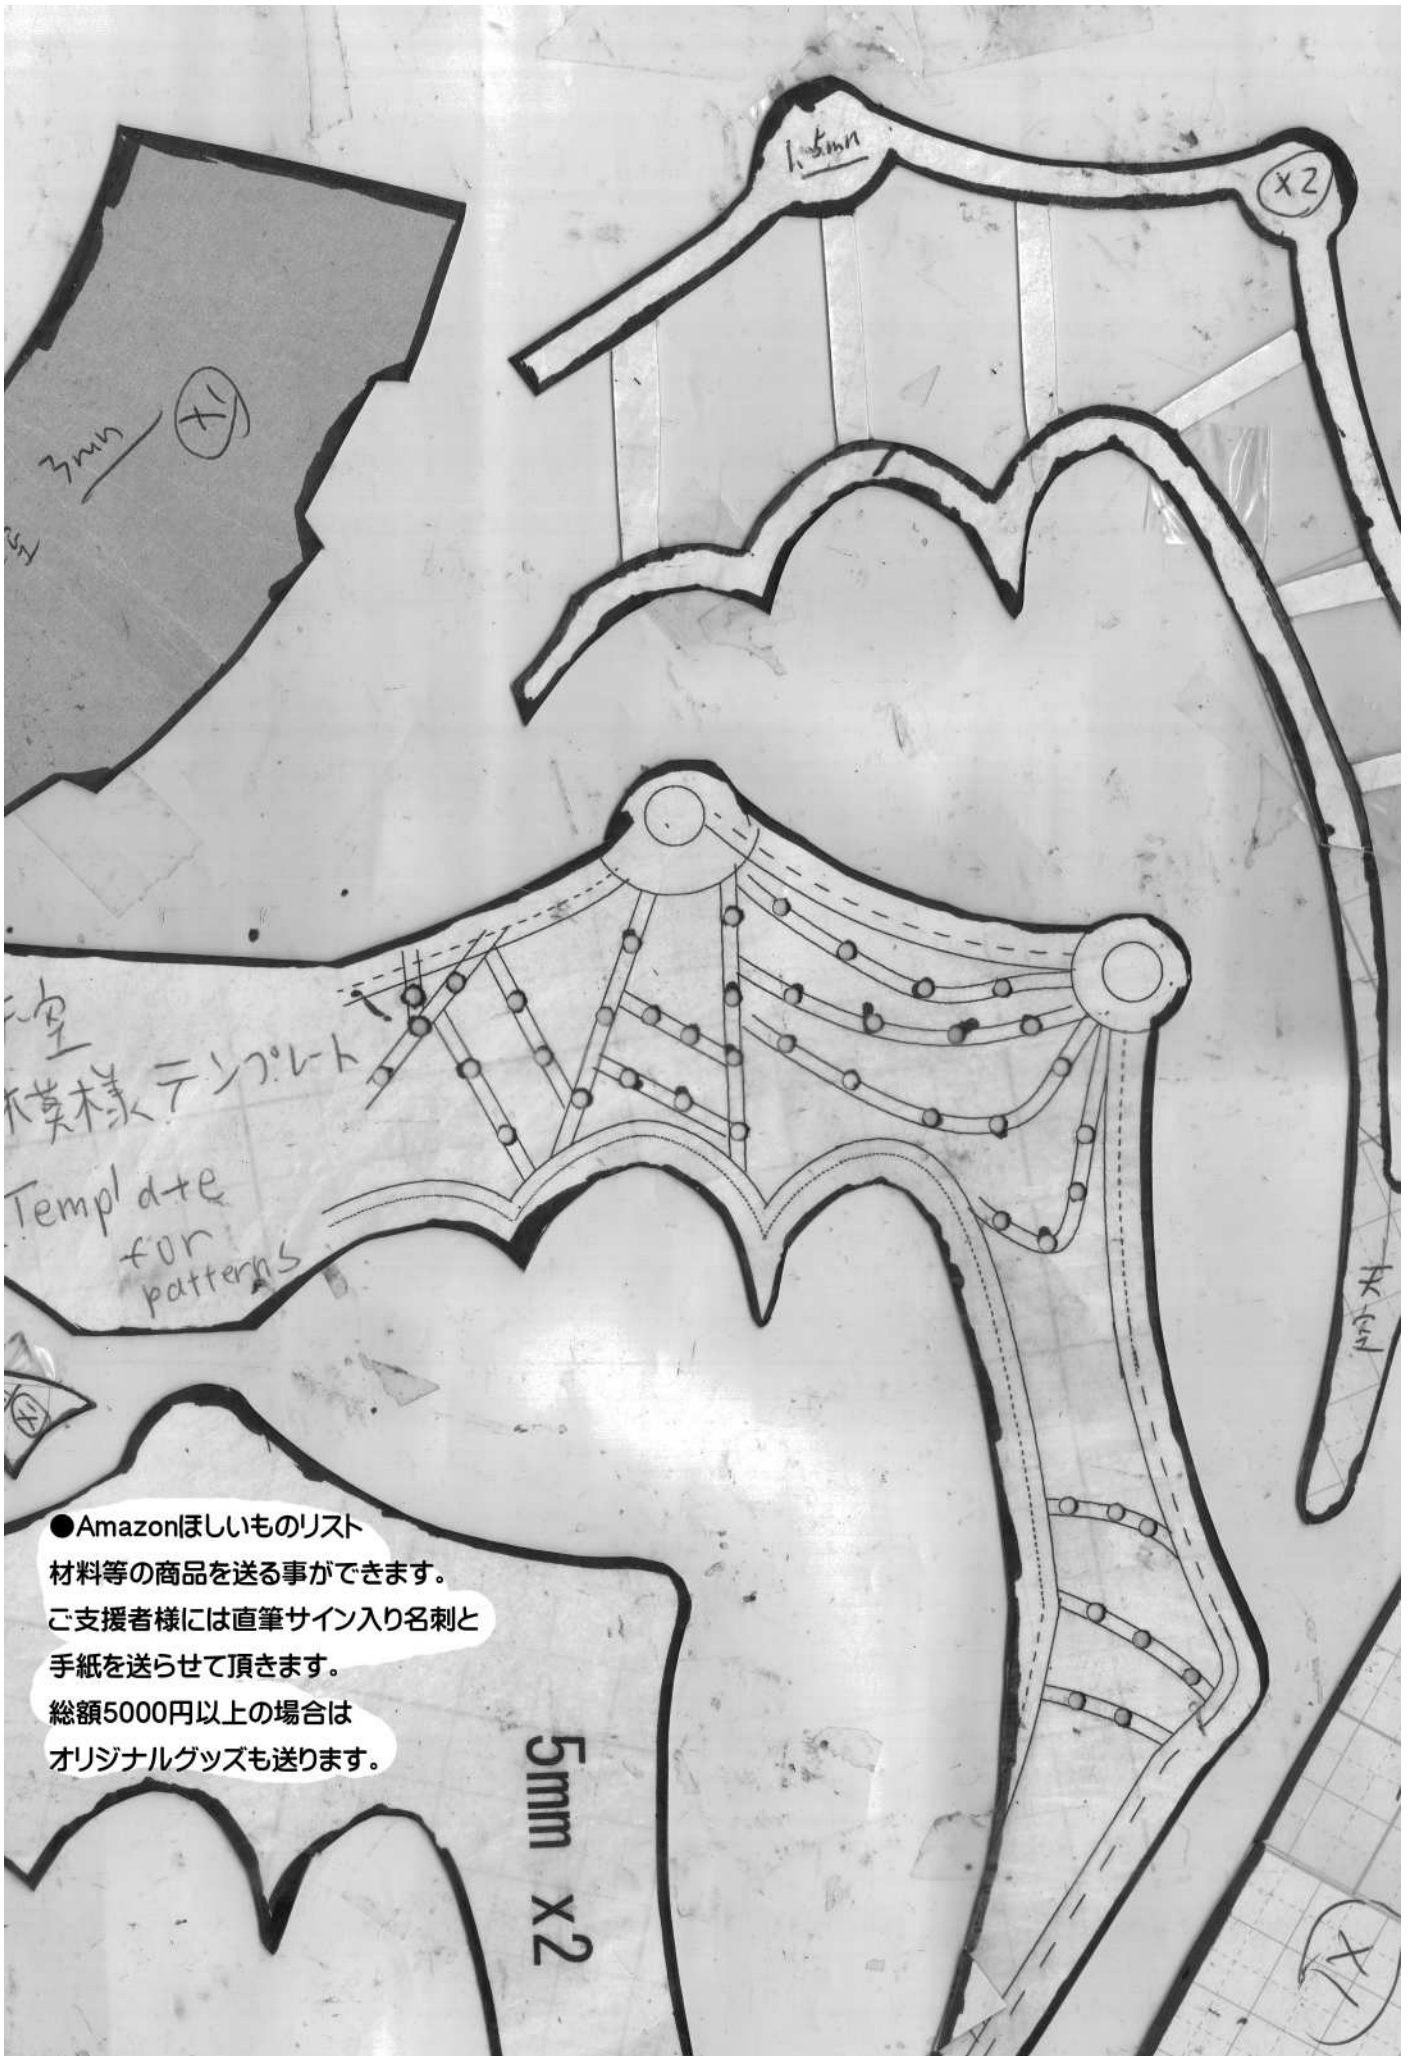 1.5mm
×2
3mm
模様テンプレート
Template
for
patterns
天空
●Amazonほしいものリスト
材料等の商品を送る事ができます。
ご支援者様には直筆サイン入り名刺と
手紙を送らせて頂きます。
総額5000円以上の場合は
オリジナルグッズも送ります。
5mm x2